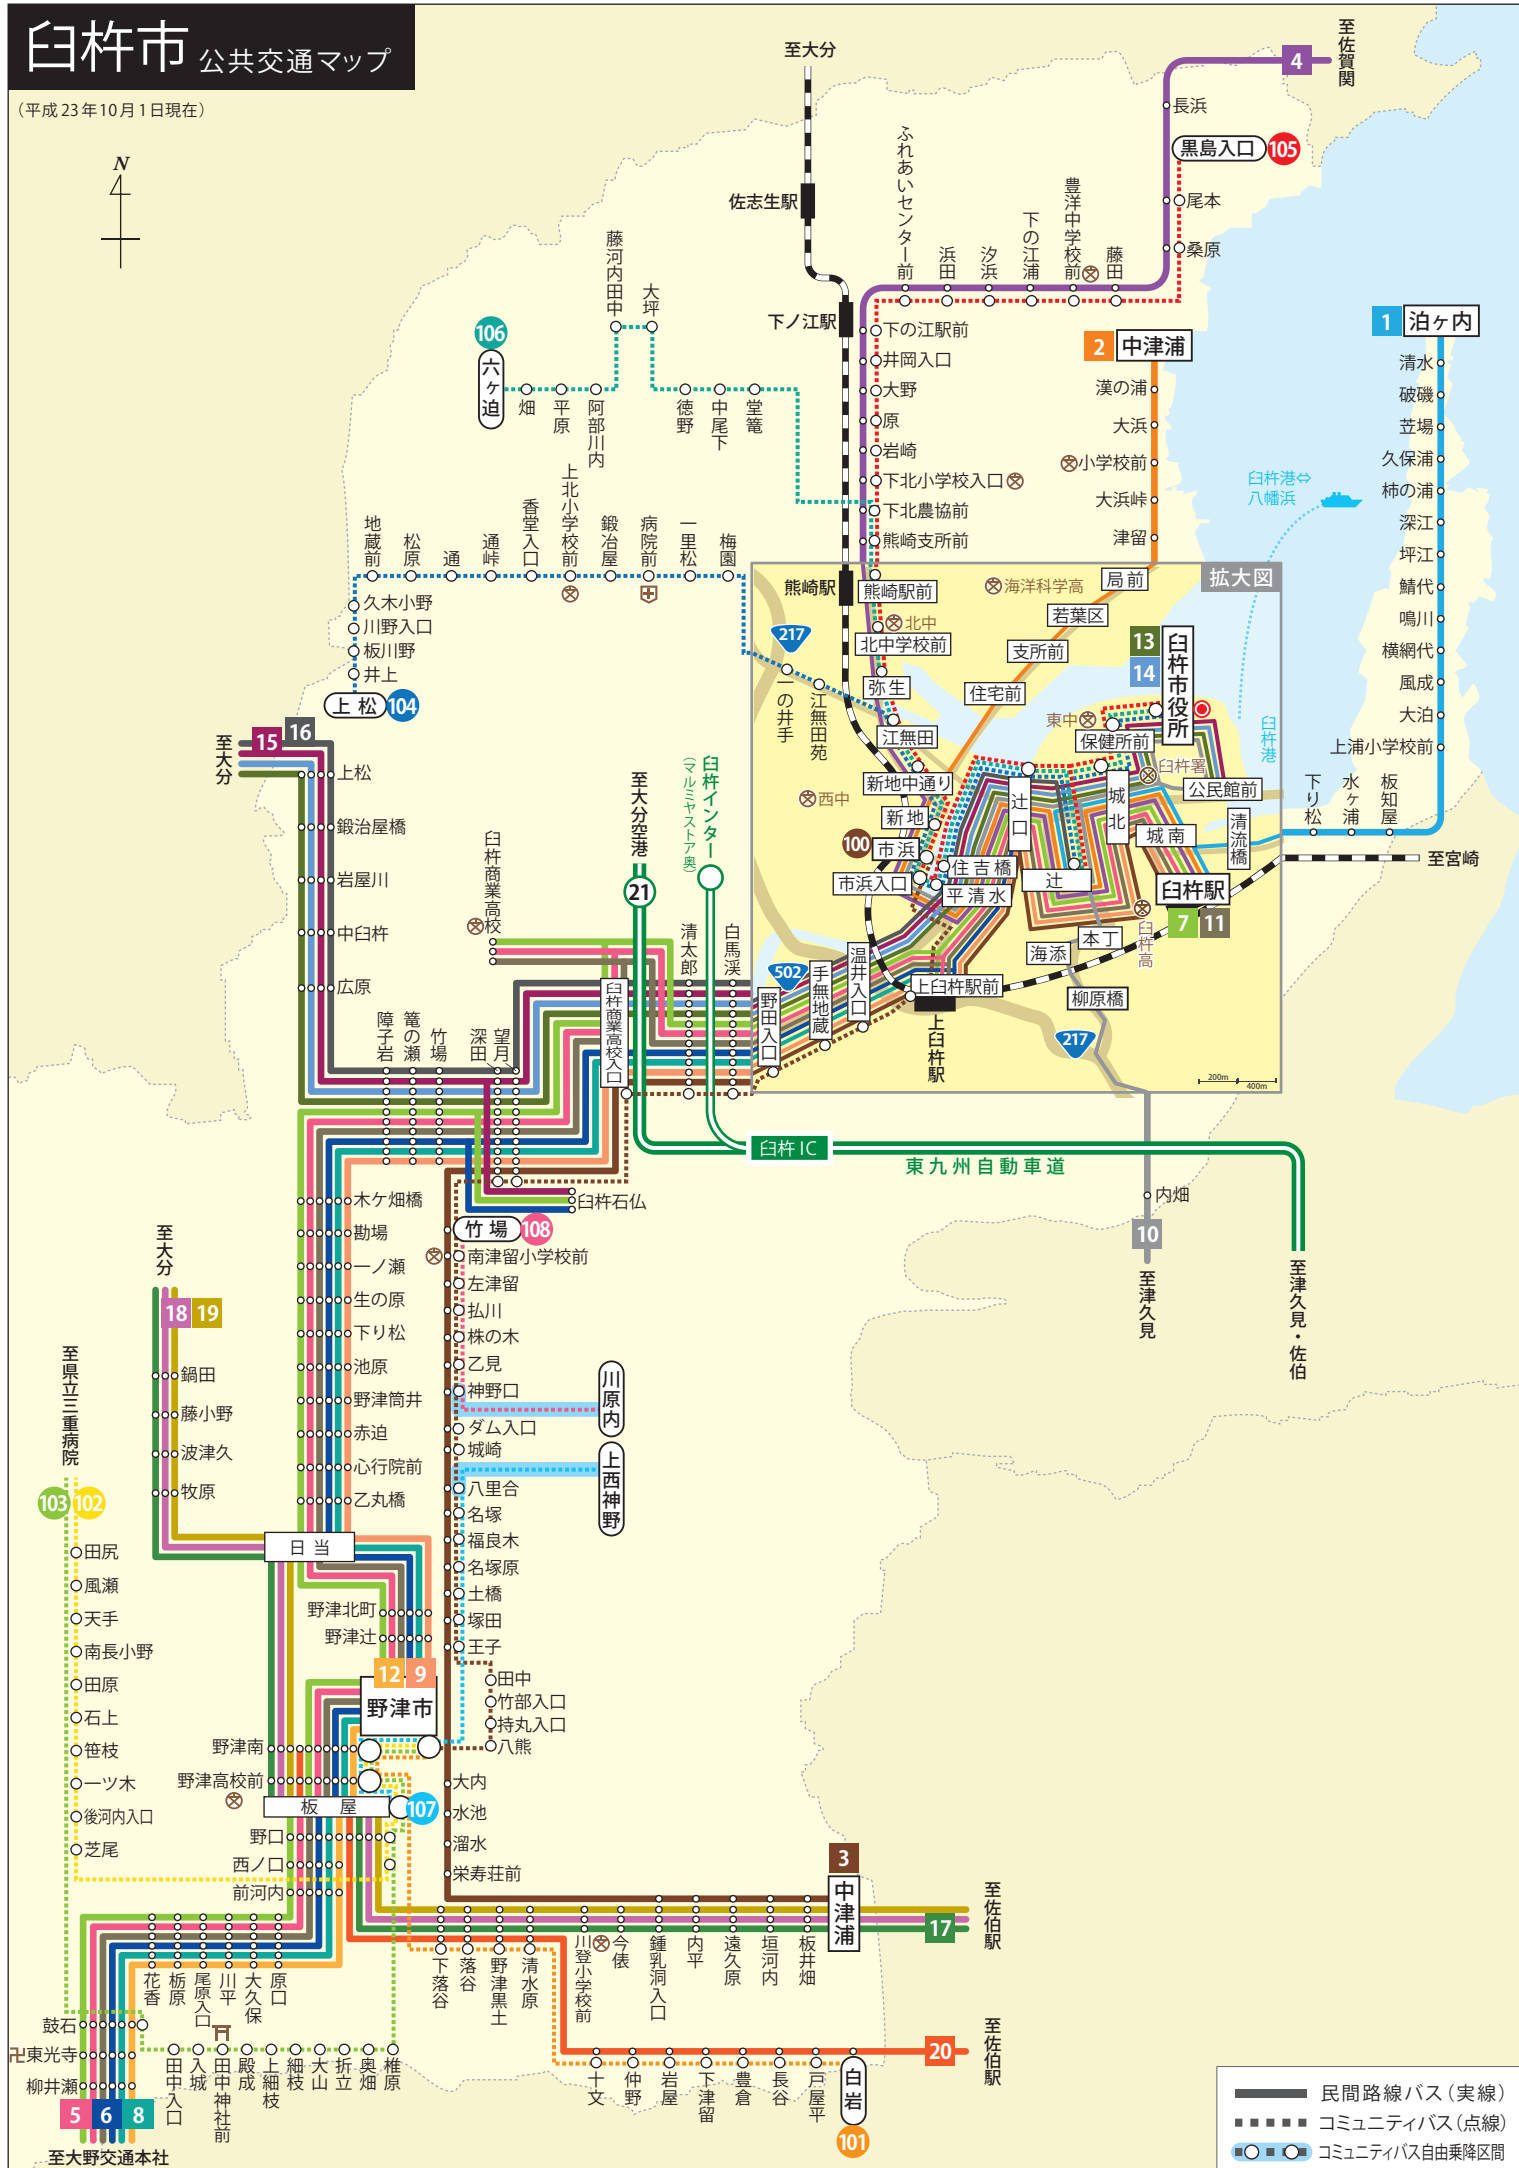 臼杵市 公共交通マップ
（平成23年10月1日現在）
N
至大分
佐志生駅
下ノ江駅
熊崎駅
4
至佐賀関
長浜
黒島入口 105
尾本
桑原
ふれあいセンター前
浜田
汐浜
下の江浦
豊洋中学校前
藤田
下の江駅前
井岡入口
大野
原
岩崎
下北小学校入口
下北農協前
熊崎支所前
2 中津浦
漢の浦
大浜
小学校前
大浜峠
津留
1 泊ヶ内
清水
破磯
苙場
久保浦
柿の浦
深江
坪江
鯖代
鳴川
横網代
風成
大泊
上浦小学校前
板知屋
水ヶ浦
下り松
臼杵港⇔
八幡浜
臼杵港
106
六ヶ迫
畑
平原
阿部川内
藤河内田中
大坪
徳野
中尾下
堂篭
地蔵前
松原
通
通峠
香堂入口
上北小学校前
鍛冶屋
病院前
一里松
梅園
久木小野
川野入口
板川野
井上
上松 104
拡大図
熊崎駅前
海洋科学高
局前
若葉区
支所前
住宅前
北中
北中学校前
弥生
217
一の井手
江無田苑
江無田
新地中通り
新地
西中
100 市浜
市浜入口
住吉橋
平清水
辻口
辻
城北
城南
13
14
臼杵市役所
東中
保健所前
臼杵署
公民館前
清流橋
至宮崎
臼杵駅
7 11
臼杵高
本丁
海添
柳原橋
217
上臼杵駅前
上臼杵駅
温井入口
手無地蔵
502
野田入口
200m
400m
至大分
15 16
上松
鍛治屋橋
岩屋川
中臼杵
広原
障子岩
篭の瀬
竹場
深田
望月
臼杵商業高校
臼杵商業高校入口
清太郎
白馬渓
至大分空港
21
臼杵インター
（マルミヤストア奥）
臼杵IC
東九州自動車道
至津久見・佐伯
内畑
10
至津久見
臼杵石仏
木ケ畑橋
勘場
一ノ瀬
生の原
下り松
池原
野津筒井
赤迫
心行院前
乙丸橋
竹場 108
南津留小学校前
左津留
払川
株の木
乙見
神野口
川原内
ダム入口
城崎
上西神野
八里合
名塚
福良木
名塚原
土橋
塚田
王子
田中
竹部入口
持丸入口
八熊
大内
水池
溜水
栄寿荘前
至大分
18 19
鍋田
藤小野
波津久
牧原
日当
野津北町
野津辻
12 9
野津市
野津南
野津高校前
板屋 107
野口
西ノ口
前河内
至県立三重病院
103 102
田尻
風瀬
天手
南長小野
田原
石上
笹枝
一ツ木
後河内入口
芝尾
花香
栃原
尾原入口
川平
大久保
原口
鼓石
東光寺
柳井瀬
5 6 8
至大野交通本社
田中入口
入城
田中神社前
殿成
上細枝
細枝
大山
折立
奥畑
椎原
3
中津浦
下落谷
落谷
野津黒土
清水原
川登小学校前
今俵
鍾乳洞入口
内平
遠久原
垣河内
板井畑
17
至佐伯駅
20
至佐伯駅
十文
仲野
岩屋
下津留
豊倉
長谷
戸屋平
白岩
101
民間路線バス（実線）
コミュニティバス（点線）
コミュニティバス自由乗降区間